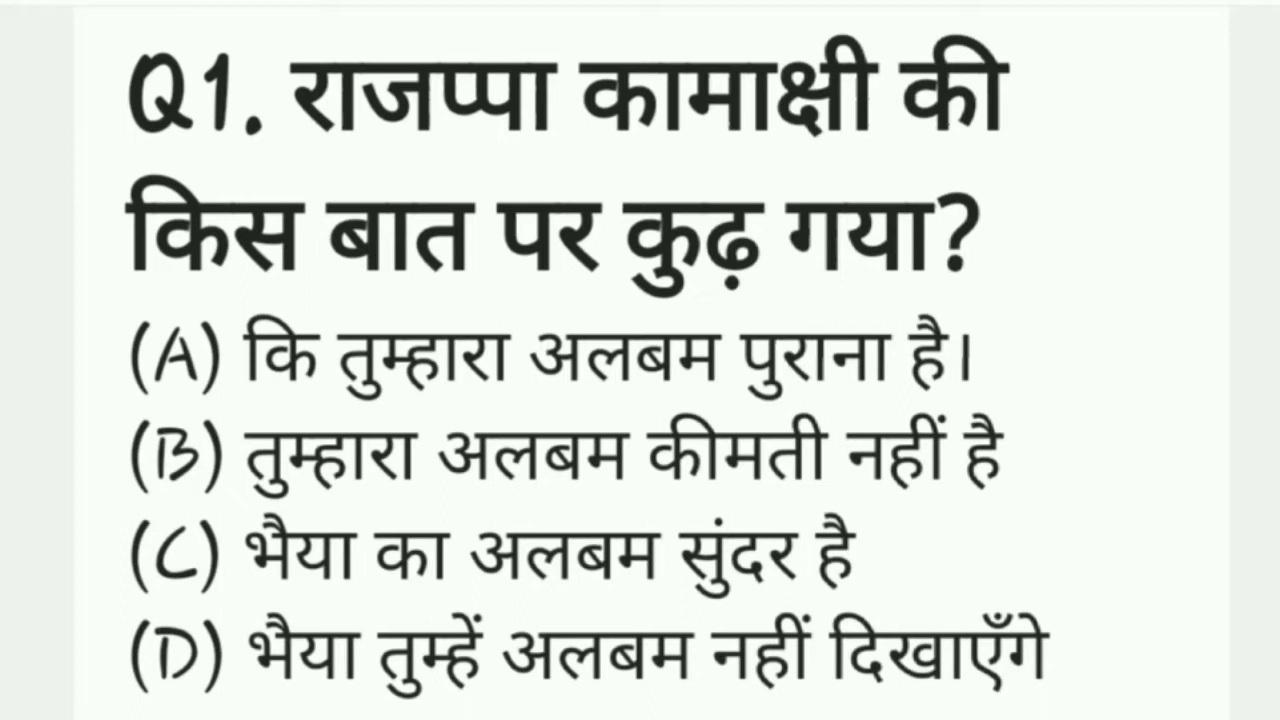 Q1. राजप्पा कामाक्षी की
किस बात पर कुढ़ गया?
(A) कि तुम्हारा अलबम पुराना है।
(B) तुम्हारा अलबम कीमती नहीं है
(C) भैया का अलबम सुंदर है
(D) भैया तुम्हें अलबम नहीं दिखाएँगे